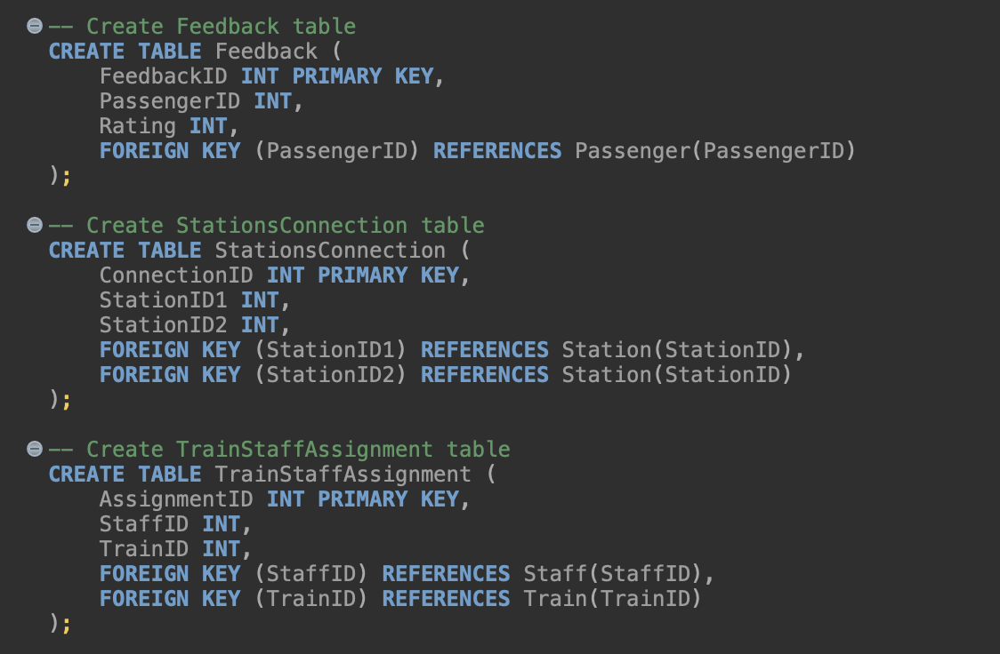 -- Create Feedback table
CREATE TABLE Feedback (
    FeedbackID INT PRIMARY KEY,
    PassengerID INT,
    Rating INT,
    FOREIGN KEY (PassengerID) REFERENCES Passenger(PassengerID)
);
-- Create StationsConnection table
CREATE TABLE StationsConnection (
    ConnectionID INT PRIMARY KEY,
    StationID1 INT,
    StationID2 INT,
    FOREIGN KEY (StationID1) REFERENCES Station(StationID),
    FOREIGN KEY (StationID2) REFERENCES Station(StationID)
);
-- Create TrainStaffAssignment table
CREATE TABLE TrainStaffAssignment (
    AssignmentID INT PRIMARY KEY,
    StaffID INT,
    TrainID INT,
    FOREIGN KEY (StaffID) REFERENCES Staff(StaffID),
    FOREIGN KEY (TrainID) REFERENCES Train(TrainID)
);